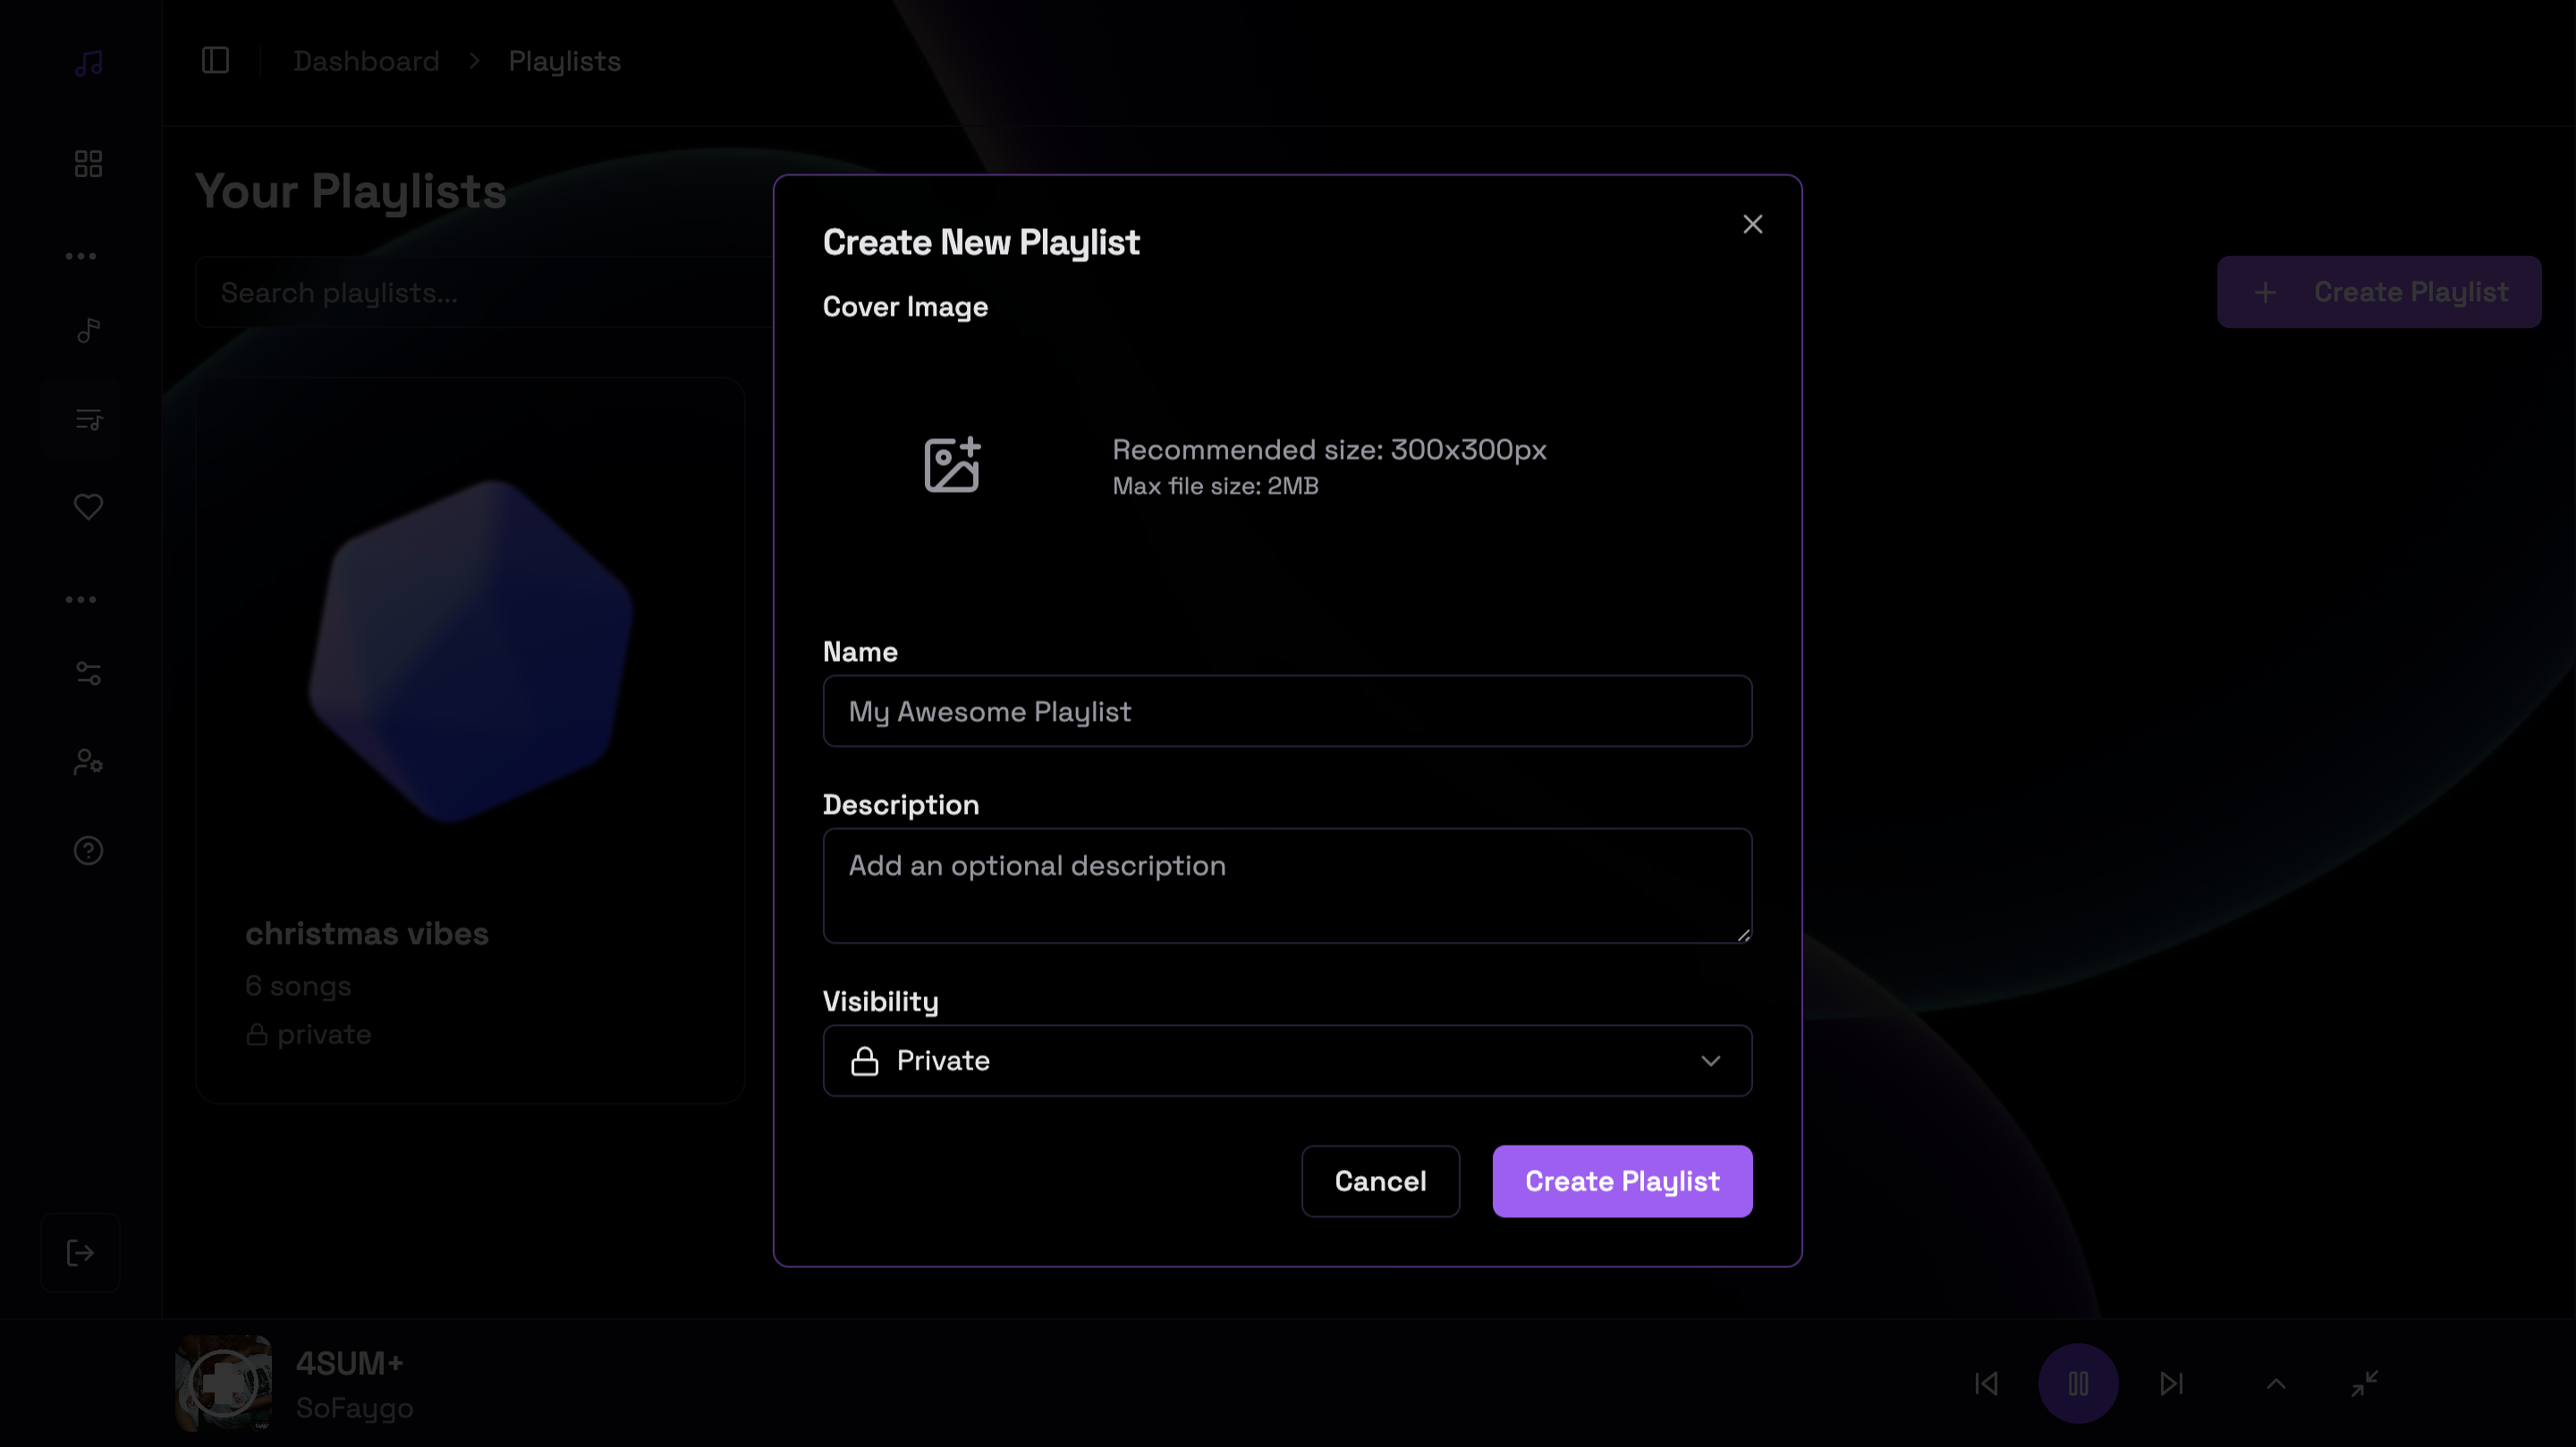 Dashboard > Playlists
Your Playlists
Search playlists...
+ Create Playlist
christmas vibes
6 songs
private
Create New Playlist
Cover Image
Recommended size: 300x300px
Max file size: 2MB
Name
My Awesome Playlist
Description
Add an optional description
Visibility
Private
Cancel
Create Playlist
4SUM+
SoFaygo